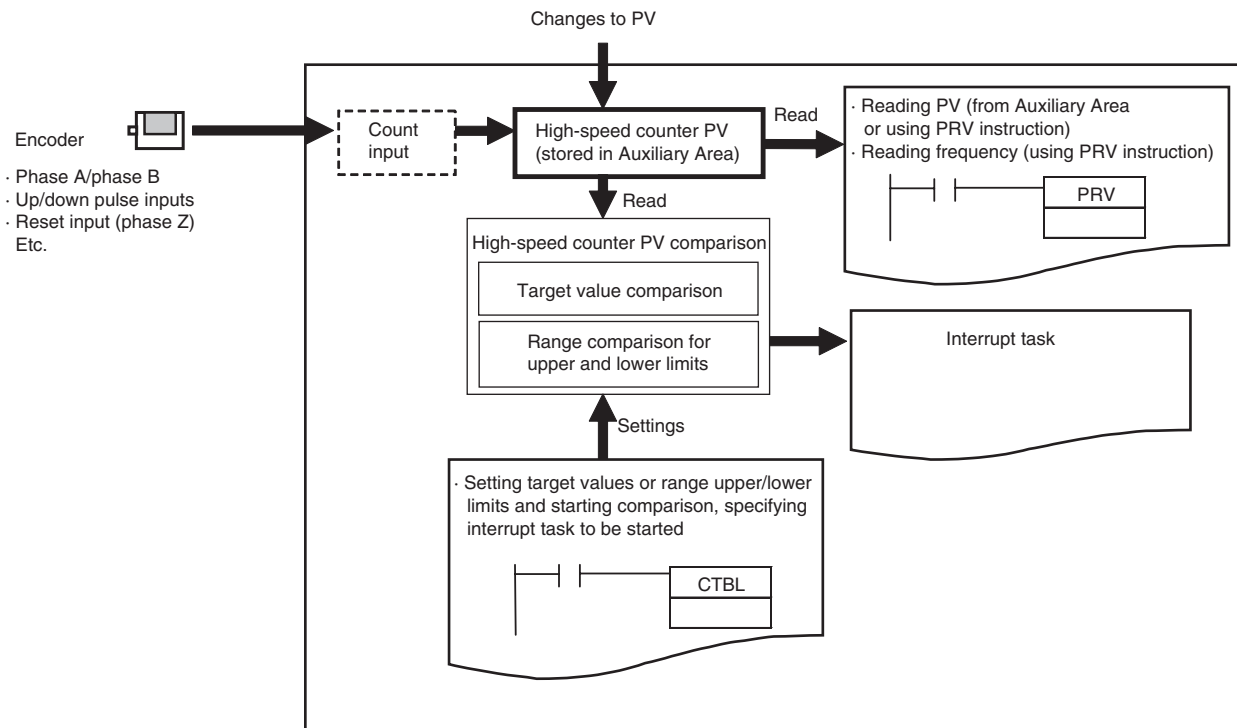 Changes to PV
Encoder
· Phase A/phase B
· Up/down pulse inputs
· Reset input (phase Z)
Etc.
Count
input
High-speed counter PV
(stored in Auxiliary Area)
Read
· Reading PV (from Auxiliary Area
or using PRV instruction)
· Reading frequency (using PRV instruction)
PRV
Read
High-speed counter PV comparison
Target value comparison
Range comparison for
upper and lower limits
Interrupt task
Settings
· Setting target values or range upper/lower
limits and starting comparison, specifying
interrupt task to be started
CTBL